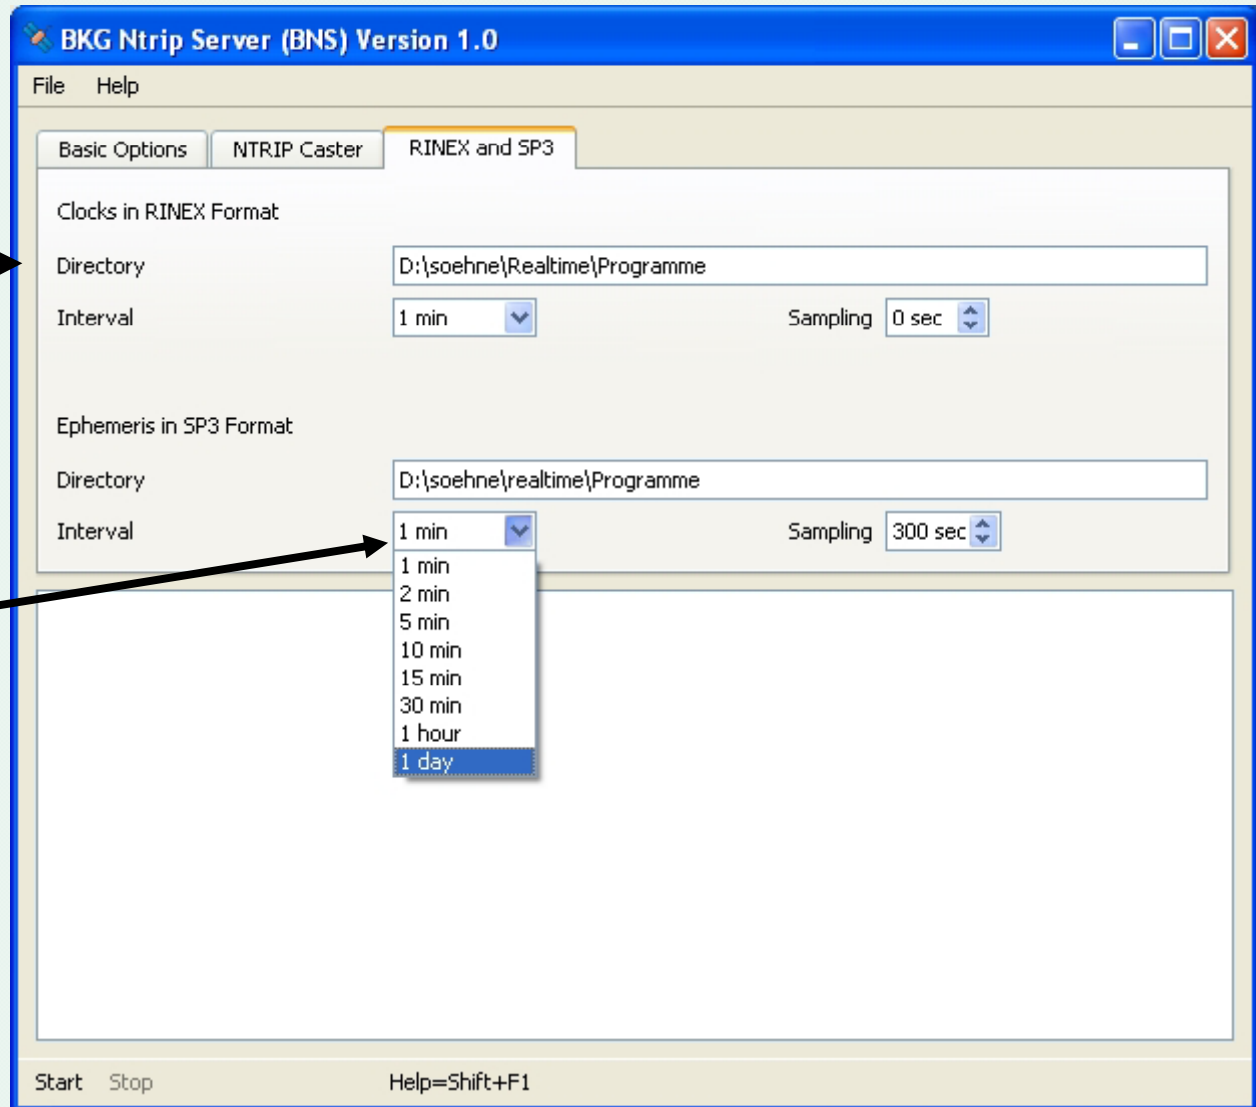 BKG Ntrip Server (BNS) Version 1.0
File Help
Basic Options NTRIP Caster RINEX and SP3
Clocks in RINEX Format
Directory D:\soehne\Realtime\Programme
Interval 1 min Sampling 0 sec
Ephemeris in SP3 Format
Directory D:\soehne\realtime\Programme
Interval 1 min Sampling 300 sec
1 min
2 min
5 min
10 min
15 min
30 min
1 hour
1 day
Start Stop Help=Shift+F1